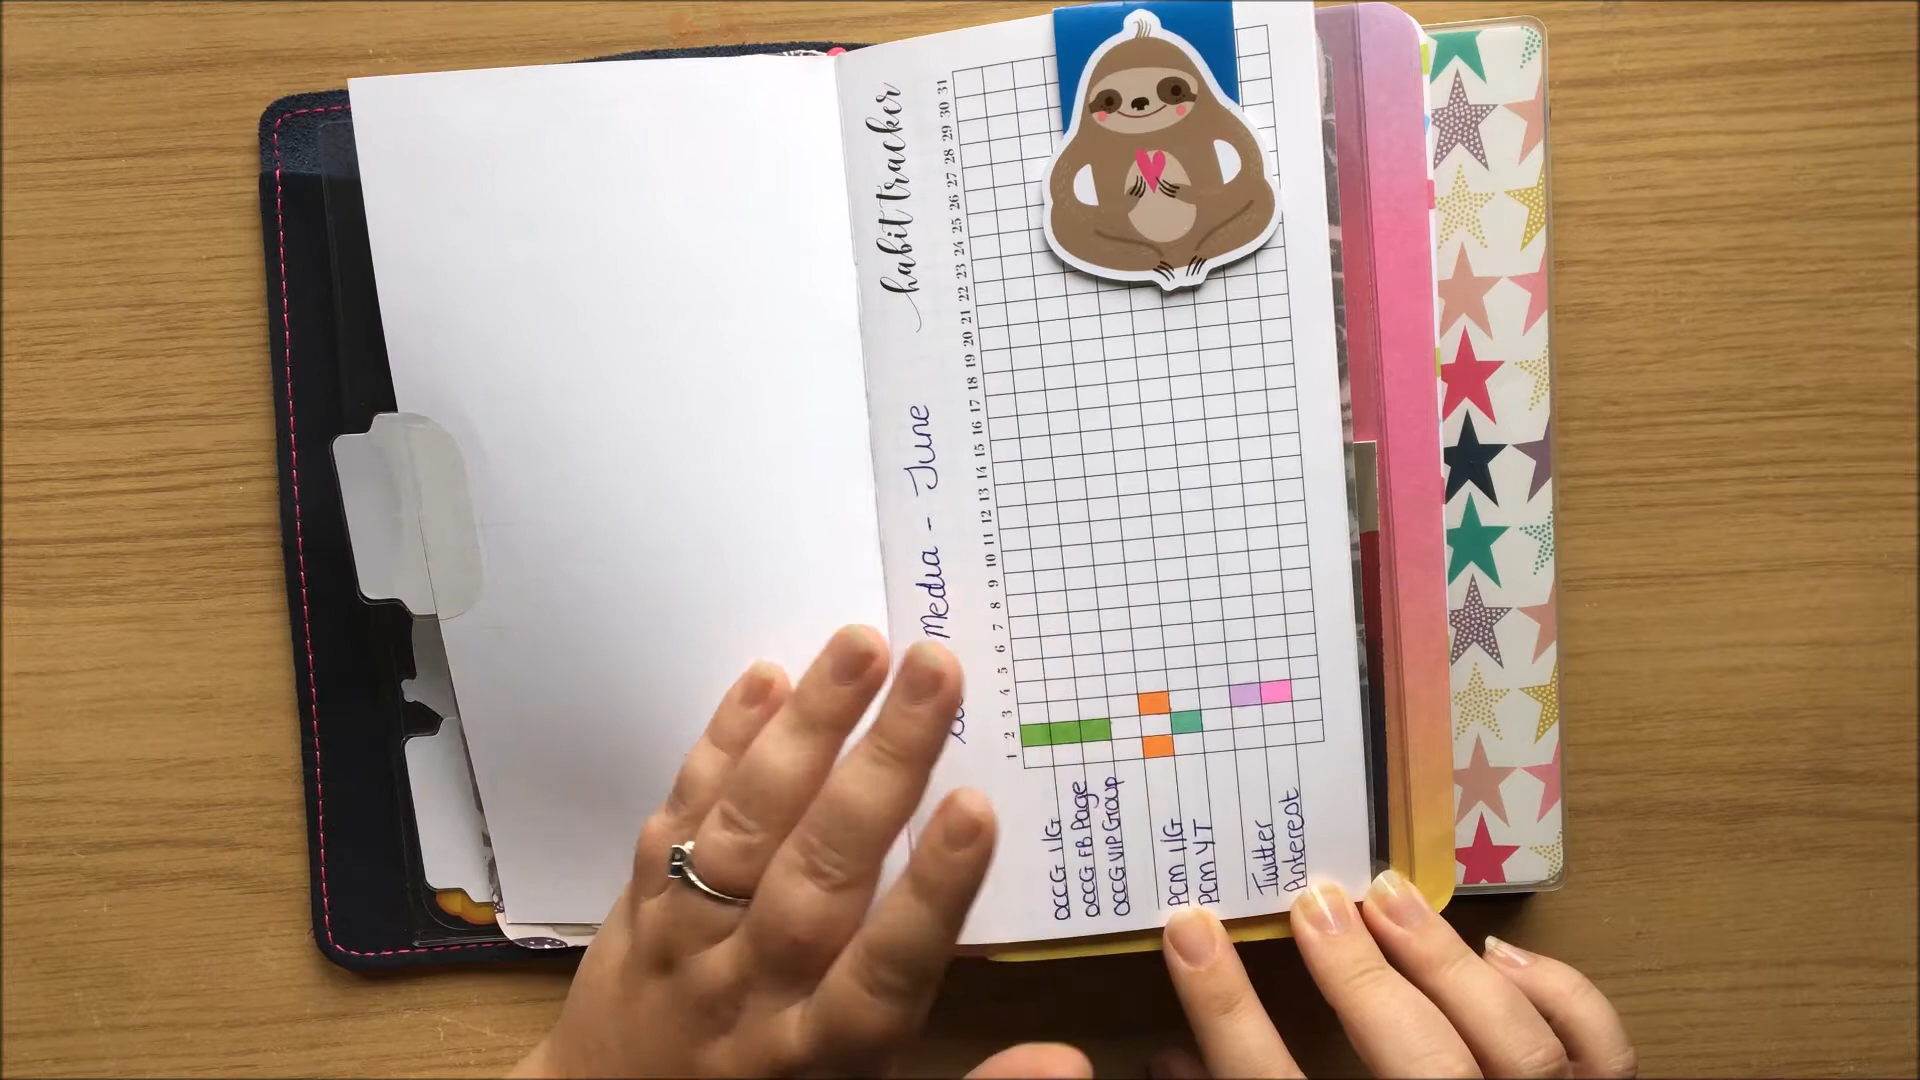 habit tracker
Media - June
1 2 3 4 5 6 7 8 9 10 11 12 13 14 15 16 17 18 19 20 21 22 23 24 25 26 27 28 29 30 31
OCCG I/G
OCCG FB Page
OCCG VIP Group
PCM I/G
PCM YT
Twitter
Pinterest